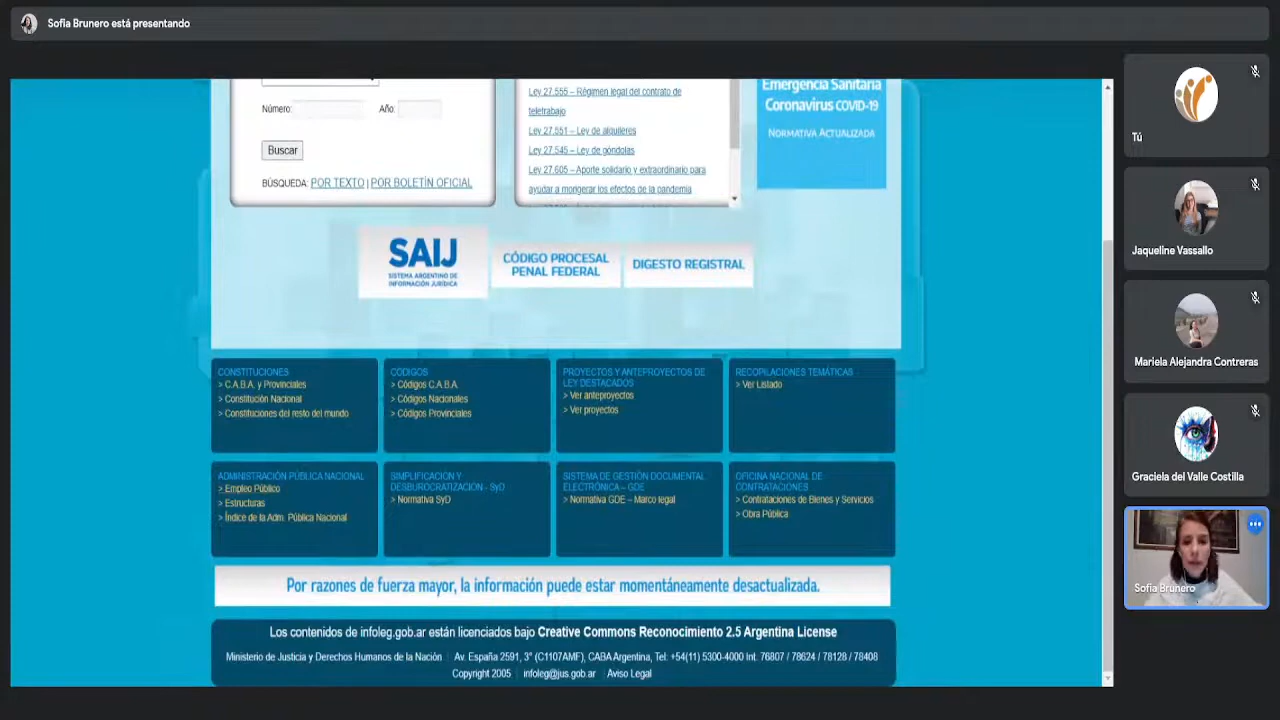 Sofia Brunero está presentando
Ley 27.555 – Régimen legal del contrato de
teletrabajo
Ley 27.551 – Ley de alquileres
Ley 27.545 – Ley de góndolas
Ley 27.605 – Aporte solidario y extraordinario para
ayudar a morigerar los efectos de la pandemia
Número:
Año:
Buscar
BÚSQUEDA: POR TEXTO | POR BOLETÍN OFICIAL
Emergencia Sanitaria
Coronavirus COVID-19
NORMATIVA ACTUALIZADA
SAIJ
SISTEMA ARGENTINO DE
INFORMACIÓN JURÍDICA
CÓDIGO PROCESAL
PENAL FEDERAL
DIGESTO REGISTRAL
CONSTITUCIONES
> C.A.B.A. y Provinciales
> Constitución Nacional
> Constituciones del resto del mundo
CODIGOS
> Códigos C.A.B.A.
> Códigos Nacionales
> Códigos Provinciales
PROYECTOS Y ANTEPROYECTOS DE
LEY DESTACADOS
> Ver anteproyectos
> Ver proyectos
RECOPILACIONES TEMÁTICAS
> Ver Listado
ADMINISTRACIÓN PÚBLICA NACIONAL
> Empleo Público
> Estructuras
> Índice de la Adm. Pública Nacional
SIMPLIFICACION Y
DESBUROCRATIZACIÓN - SyD
> Normativa SyD
SISTEMA DE GESTIÓN DOCUMENTAL
ELECTRÓNICA – GDE
> Normativa GDE – Marco legal
OFICINA NACIONAL DE
CONTRATACIONES
> Contrataciones de Bienes y Servicios
> Obra Pública
Por razones de fuerza mayor, la información puede estar momentáneamente desactualizada.
Los contenidos de infoleg.gob.ar están licenciados bajo Creative Commons Reconocimiento 2.5 Argentina License
Ministerio de Justicia y Derechos Humanos de la Nación | Av. España 2591, 3° (C1107AMF), CABA Argentina, Tel: +54(11) 5300-4000 Int: 76807 / 78624 / 78128 / 78408
Copyright 2005 | infoleg@jus.gob.ar | Aviso Legal
Tú
Jaqueline Vassallo
Mariela Alejandra Contreras
Graciela del Valle Costilla
Sofia Brunero